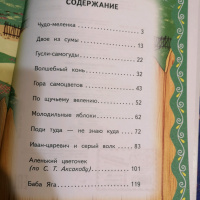 СОДЕРЖАНИЕ
Чудо-меленка 3
Двое из сумы 13
Гусли-самогуды 22
Волшебный конь 32
Гора самоцветов 43
По щучьему велению 52
Молодильные яблоки 62
Поди туда — не знаю куда 73
Иван-царевич и серый волк 83
Аленький цветочек
(по С. Т. Аксакову) 101
Баба Яга 119